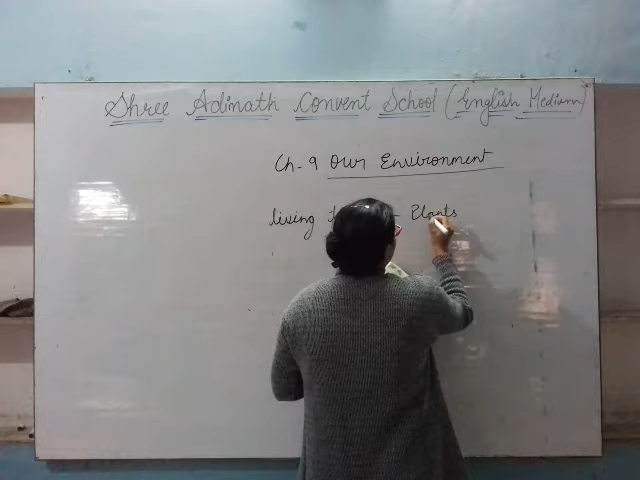 Shree Adinath Convent School (English Medium)
Ch-9 Our Environment
living - Plants